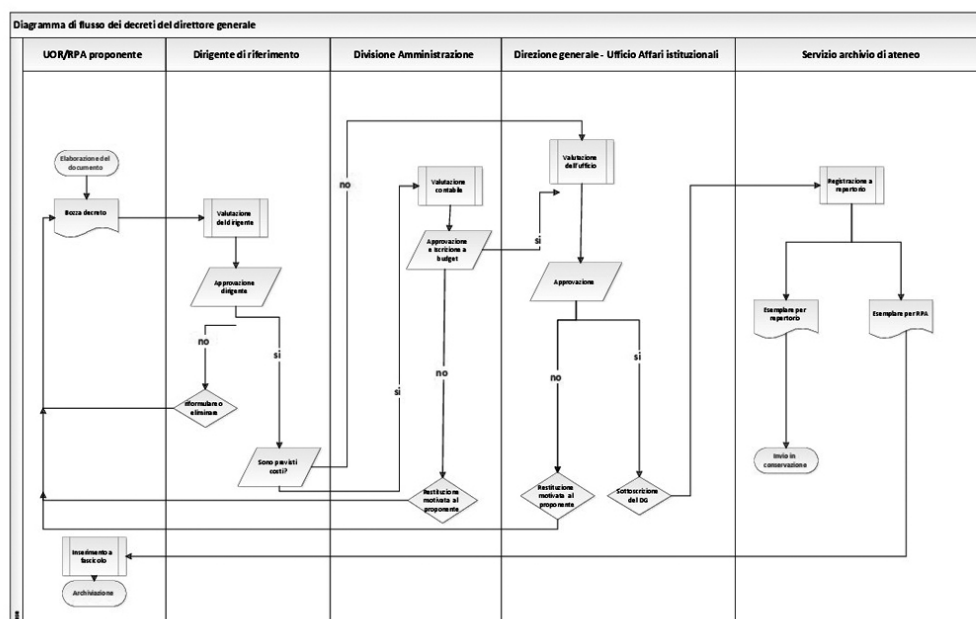 Diagramma di flusso dei decreti del direttore generale
UOR/RPA proponente
Dirigente di riferimento
Divisione Amministrazione
Direzione generale - Ufficio Affari istituzionali
Servizio archivio di ateneo
Elaborazione del
documento
Bozza decreto
Valutazione
del dirigente
Approvazione
dirigente
no
si
riformulare o
eliminare
Sono previsti
costi?
no
si
Valutazione
contabile
Approvazione
e iscrizione a
budget
si
no
Restituzione
motivata al
proponente
Valutazione
dell'ufficio
Approvazione
no
si
Restituzione
motivata al
proponente
Sottoscrizione
del DG
Registrazione a
repertorio
Esemplare per
repertorio
Esemplare per RPA
Invio in
conservazione
Inserimento a
fascicolo
Archiviazione